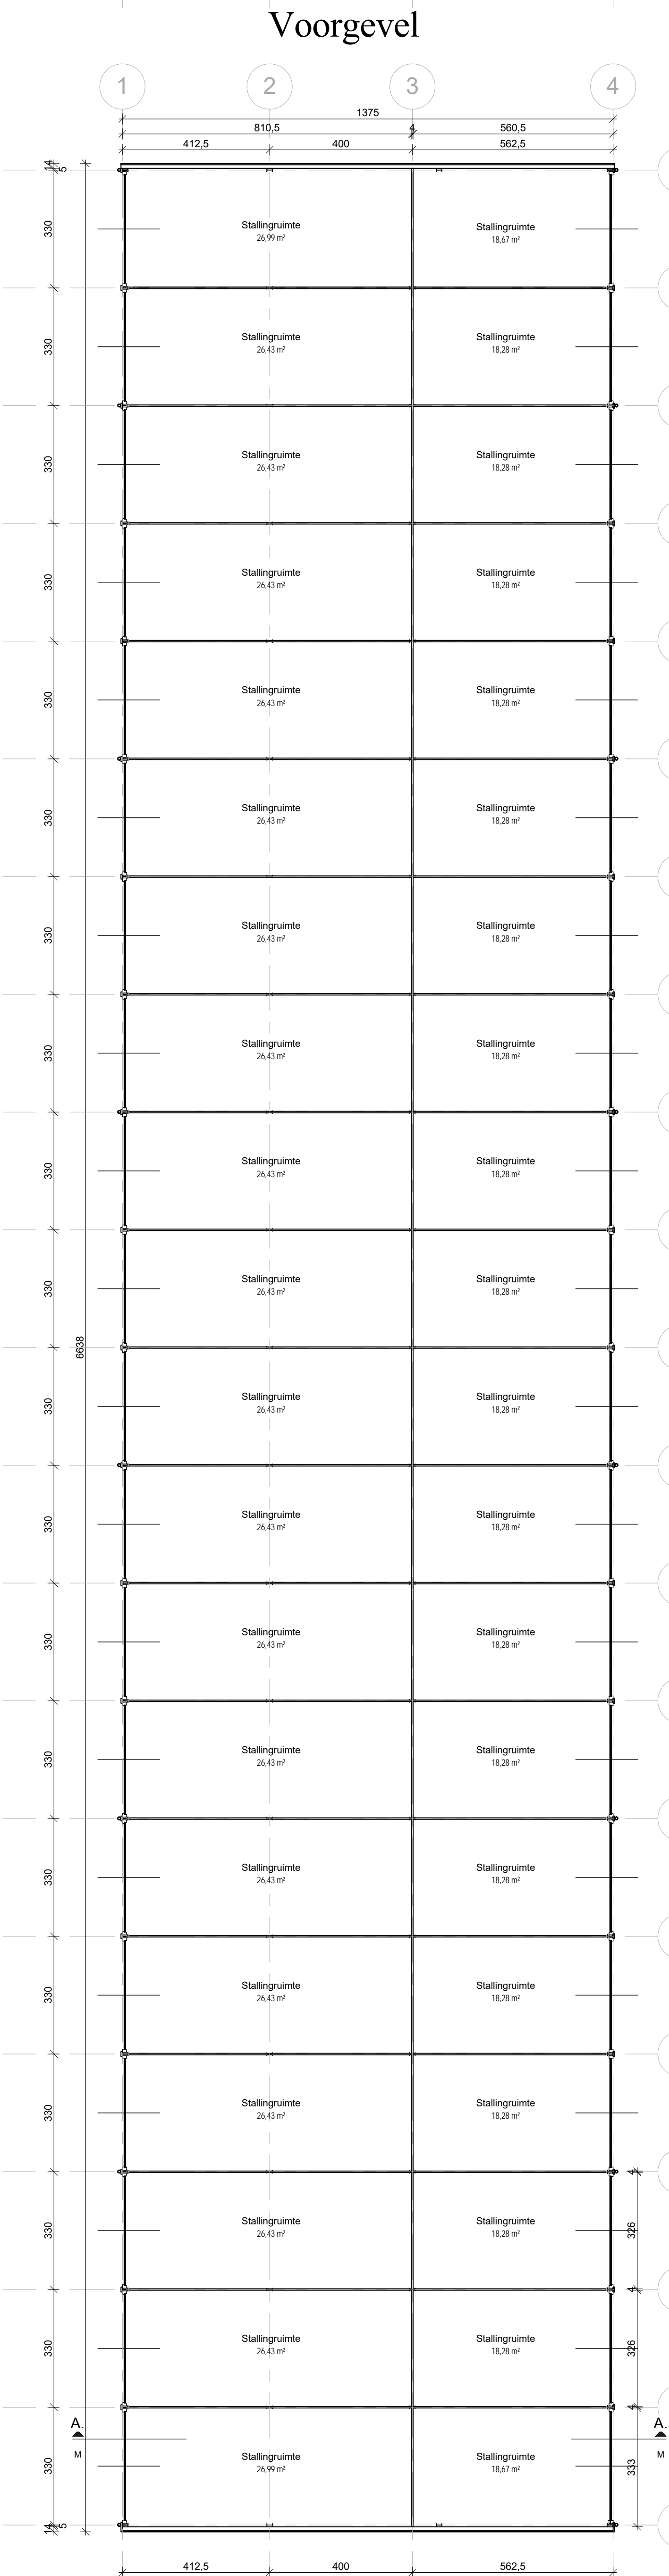 Voorgevel
1 2 3 4
1375
810,5 4 560,5
412,5 400 562,5
14 5
330 Stallingruimte Stallingruimte
26,99 m² 18,67 m²
330 Stallingruimte Stallingruimte
26,43 m² 18,28 m²
330 Stallingruimte Stallingruimte
26,43 m² 18,28 m²
330 Stallingruimte Stallingruimte
26,43 m² 18,28 m²
330 Stallingruimte Stallingruimte
26,43 m² 18,28 m²
330 Stallingruimte Stallingruimte
26,43 m² 18,28 m²
330 Stallingruimte Stallingruimte
26,43 m² 18,28 m²
330 Stallingruimte Stallingruimte
26,43 m² 18,28 m²
330 Stallingruimte Stallingruimte
26,43 m² 18,28 m²
330 Stallingruimte Stallingruimte
26,43 m² 18,28 m²
6638
330 Stallingruimte Stallingruimte
26,43 m² 18,28 m²
330 Stallingruimte Stallingruimte
26,43 m² 18,28 m²
330 Stallingruimte Stallingruimte
26,43 m² 18,28 m²
330 Stallingruimte Stallingruimte
26,43 m² 18,28 m²
330 Stallingruimte Stallingruimte
26,43 m² 18,28 m²
330 Stallingruimte Stallingruimte
26,43 m² 18,28 m²
330 Stallingruimte Stallingruimte
26,43 m² 18,28 m²
4
330 Stallingruimte Stallingruimte 326
26,43 m² 18,28 m²
4
330 Stallingruimte Stallingruimte 326
26,43 m² 18,28 m²
4
A. A.
M M
330 Stallingruimte Stallingruimte 333
26,99 m² 18,67 m²
14 5
412,5 400 562,5